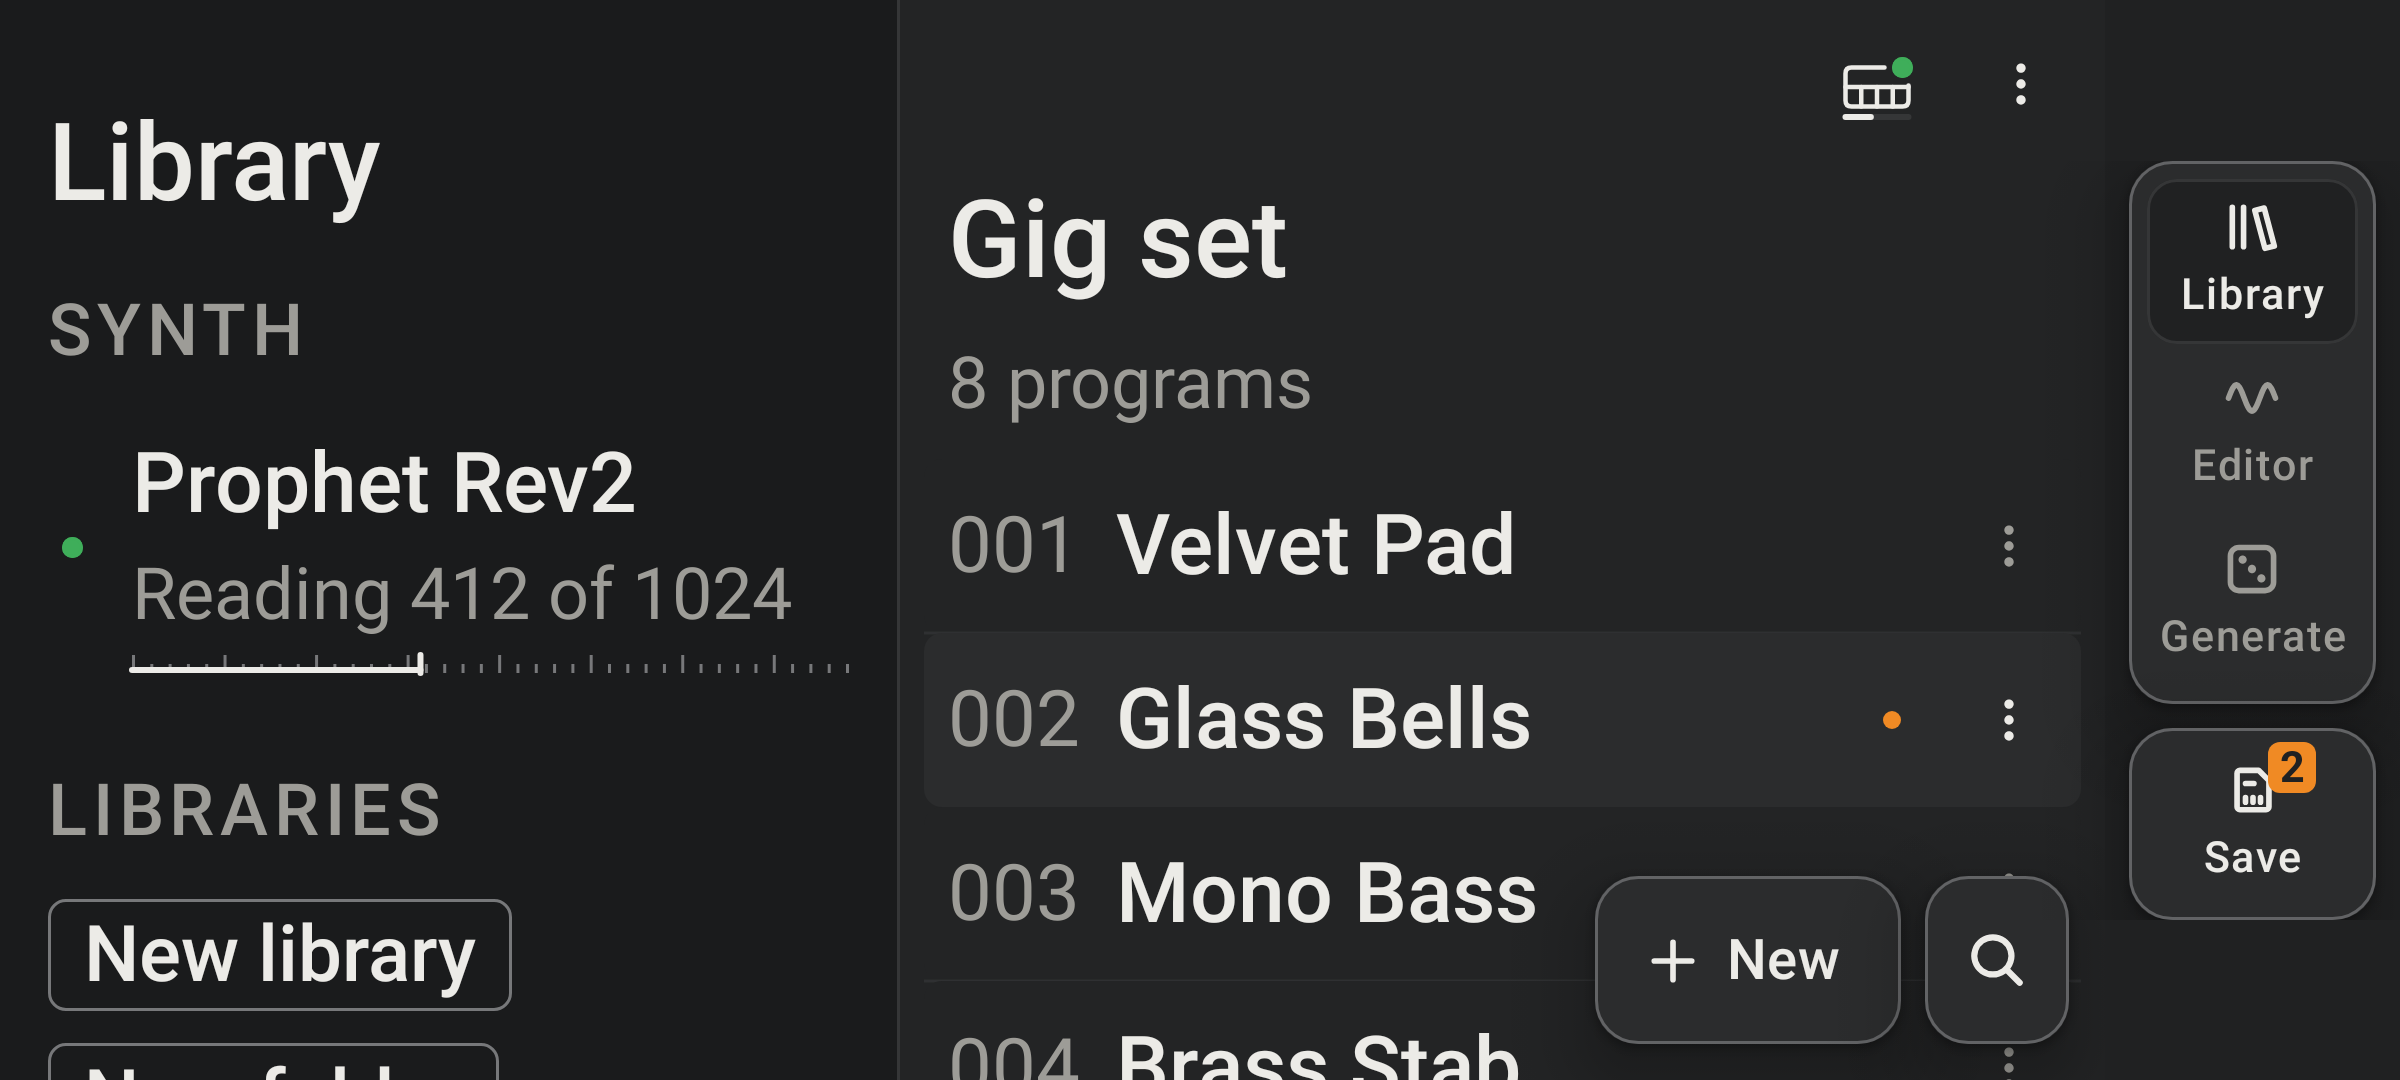 Library
SYNTH
Prophet Rev2
Reading 412 of 1024
LIBRARIES
New library
Gig set
8 programs
001 Velvet Pad
002 Glass Bells
003 Mono Bass
004 Brass Stab
New
Library
Editor
Generate
2
Save